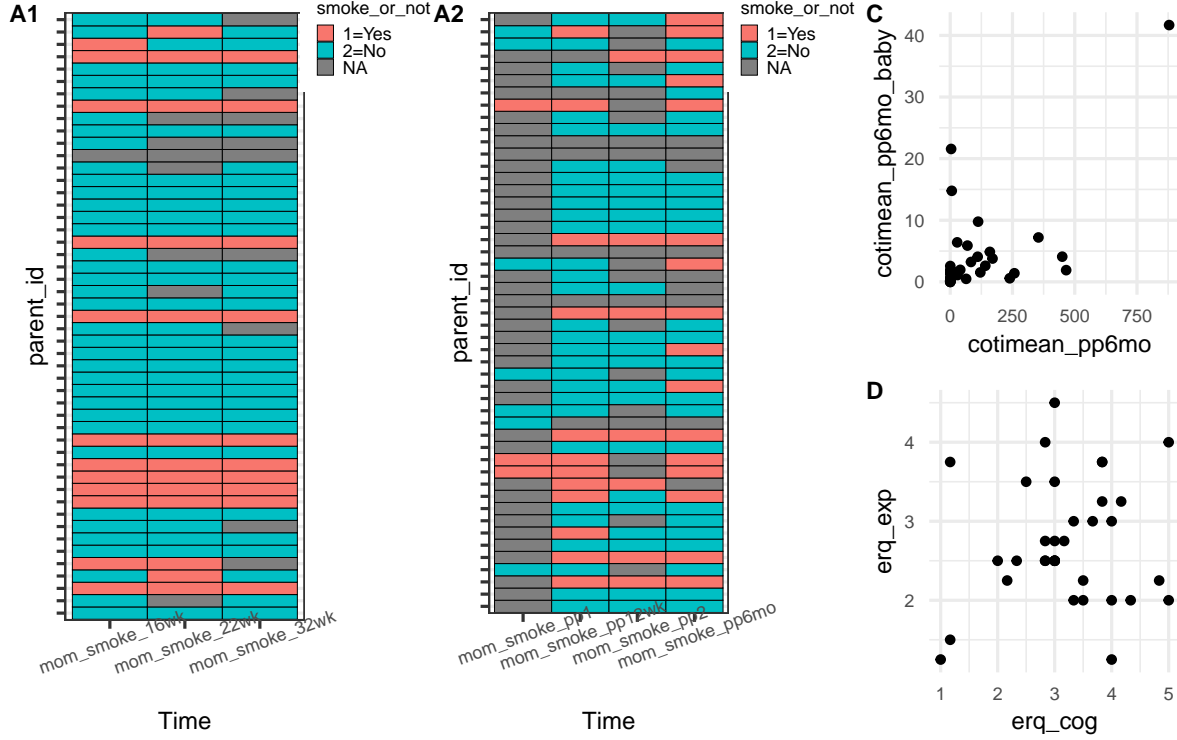 A1
smoke_or_not
1=Yes
2=No
NA
parent_id
mom_smoke_16wk
mom_smoke_22wk
mom_smoke_32wk
Time
A2
smoke_or_not
1=Yes
2=No
NA
parent_id
mom_smoke_pp1
mom_smoke_pp12wk
mom_smoke_pp2
mom_smoke_pp6mo
Time
C
cotimean_pp6mo_baby
40
30
20
10
0
0 250 500 750
cotimean_pp6mo
D
erq_exp
4
3
2
1 2 3 4 5
erq_cog